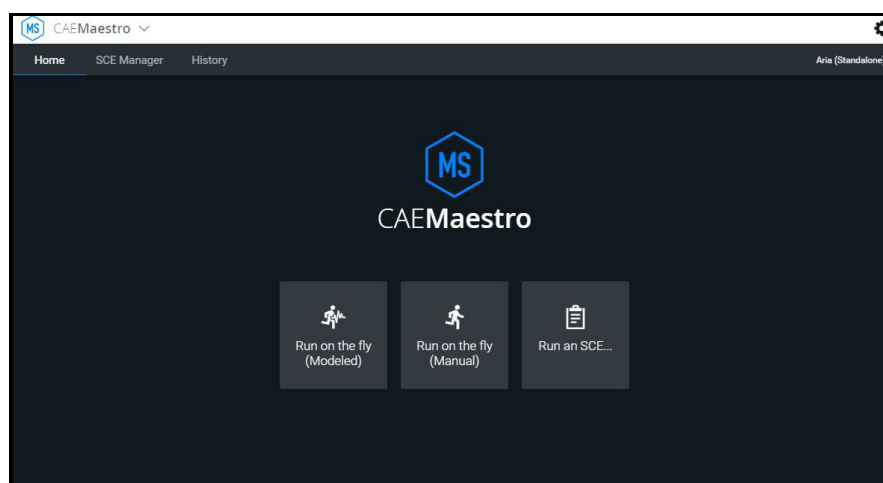 MS CAEMaestro
Home SCE Manager History Aria (Standalone)
MS
CAEMaestro
Run on the fly
(Modeled)
Run on the fly
(Manual)
Run an SCE...